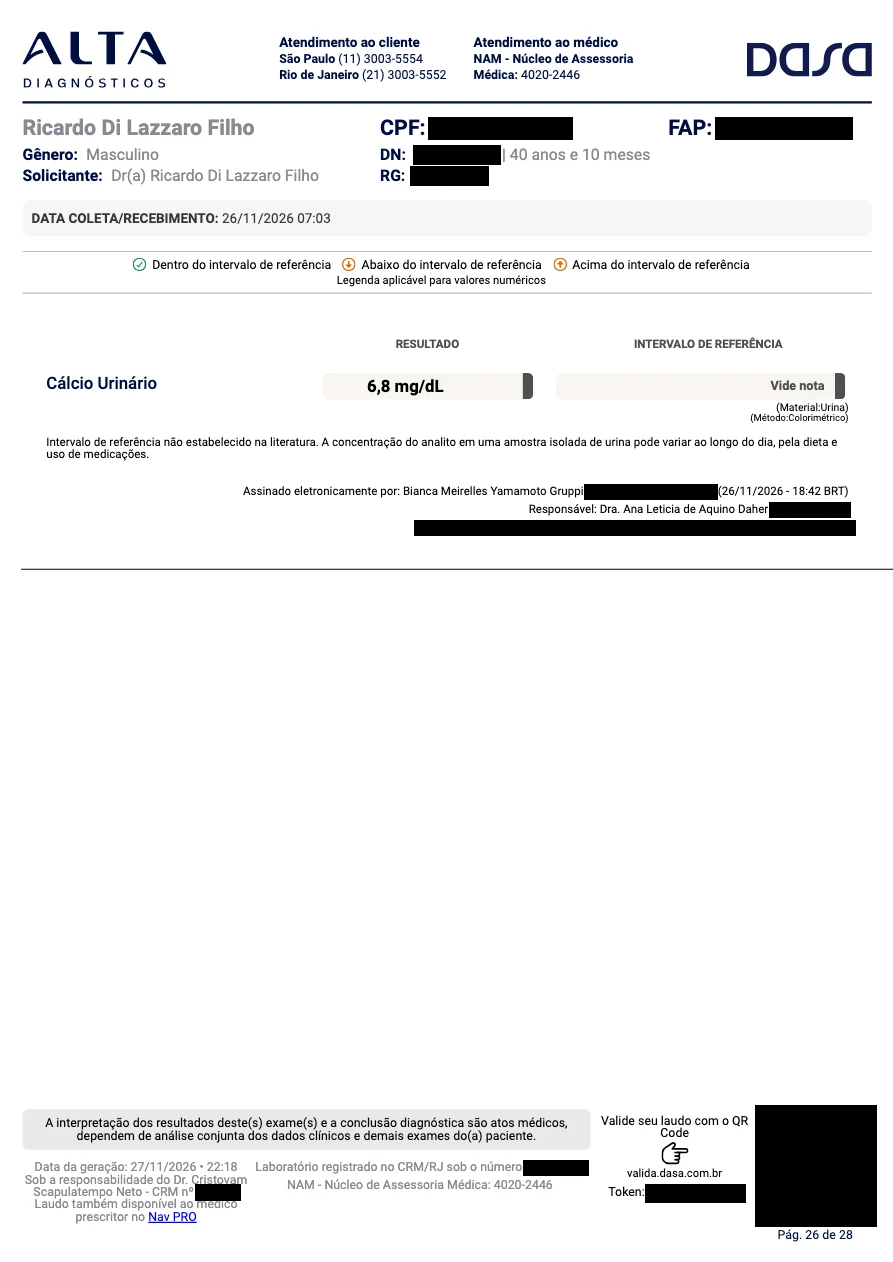 ALTA
DIAGNÓSTICOS
Atendimento ao cliente
São Paulo (11) 3003-5554
Rio de Janeiro (21) 3003-5552
Atendimento ao médico
NAM - Núcleo de Assessoria
Médica: 4020-2446
DASA
Ricardo Di Lazzaro Filho
CPF:
FAP:
Gênero: Masculino
DN: | 40 anos e 10 meses
Solicitante: Dr(a) Ricardo Di Lazzaro Filho
RG:
DATA COLETA/RECEBIMENTO: 26/11/2026 07:03
Dentro do intervalo de referência Abaixo do intervalo de referência Acima do intervalo de referência
Legenda aplicável para valores numéricos
RESULTADO INTERVALO DE REFERÊNCIA
Cálcio Urinário 6,8 mg/dL Vide nota
(Material:Urina)
(Método:Colorimétrico)
Intervalo de referência não estabelecido na literatura. A concentração do analito em uma amostra isolada de urina pode variar ao longo do dia, pela dieta e
uso de medicações.
Assinado eletronicamente por: Bianca Meirelles Yamamoto Gruppi (26/11/2026 - 18:42 BRT)
Responsável: Dra. Ana Leticia de Aquino Daher
A interpretação dos resultados deste(s) exame(s) e a conclusão diagnóstica são atos médicos,
dependem de análise conjunta dos dados clínicos e demais exames do(a) paciente.
Data da geração: 27/11/2026 • 22:18
Sob a responsabilidade do Dr. Cristovam
Scapulatempo Neto - CRM nº
Laudo também disponível ao médico
prescritor no Nav PRO
Laboratório registrado no CRM/RJ sob o número
NAM - Núcleo de Assessoria Médica: 4020-2446
Valide seu laudo com o QR
Code
valida.dasa.com.br
Token:
Pág. 26 de 28